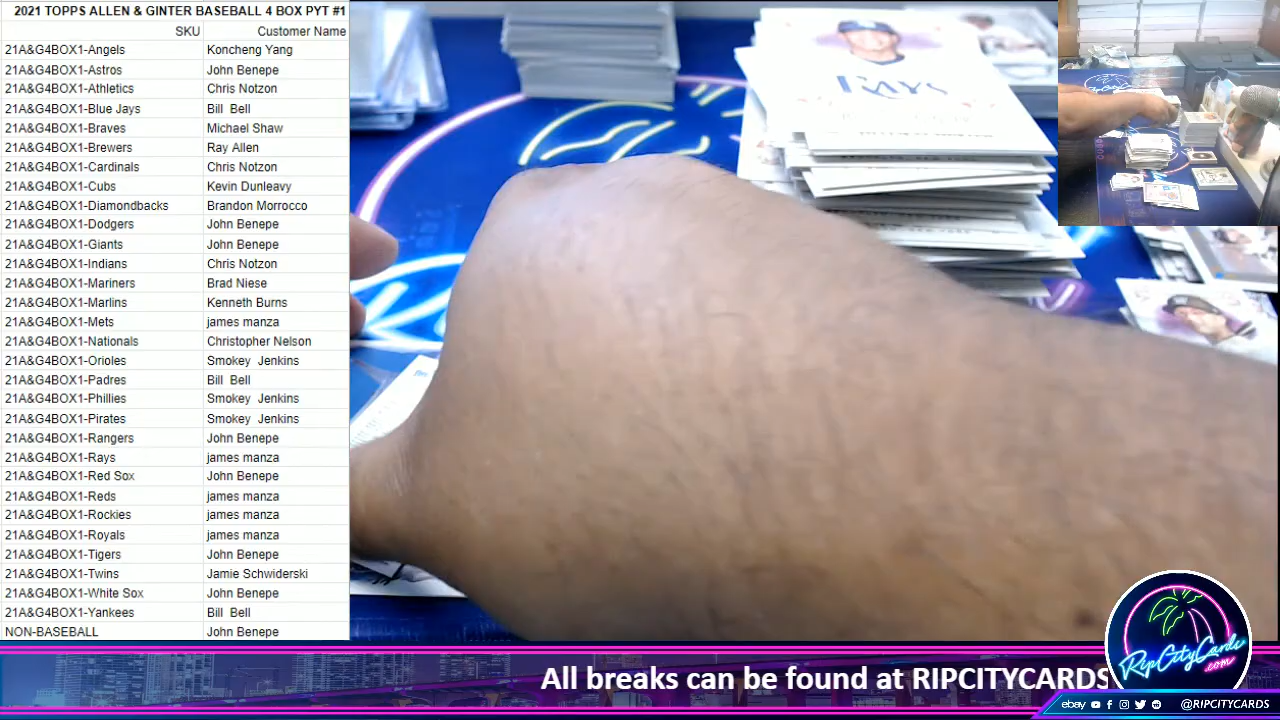 2021 TOPPS ALLEN & GINTER BASEBALL 4 BOX PYT #1
SKU Customer Name
21A&G4BOX1-Angels Koncheng Yang
21A&G4BOX1-Astros John Benepe
21A&G4BOX1-Athletics Chris Notzon
21A&G4BOX1-Blue Jays Bill Bell
21A&G4BOX1-Braves Michael Shaw
21A&G4BOX1-Brewers Ray Allen
21A&G4BOX1-Cardinals Chris Notzon
21A&G4BOX1-Cubs Kevin Dunleavy
21A&G4BOX1-Diamondbacks Brandon Morrocco
21A&G4BOX1-Dodgers John Benepe
21A&G4BOX1-Giants John Benepe
21A&G4BOX1-Indians Chris Notzon
21A&G4BOX1-Mariners Brad Niese
21A&G4BOX1-Marlins Kenneth Burns
21A&G4BOX1-Mets james manza
21A&G4BOX1-Nationals Christopher Nelson
21A&G4BOX1-Orioles Smokey Jenkins
21A&G4BOX1-Padres Bill Bell
21A&G4BOX1-Phillies Smokey Jenkins
21A&G4BOX1-Pirates Smokey Jenkins
21A&G4BOX1-Rangers John Benepe
21A&G4BOX1-Rays james manza
21A&G4BOX1-Red Sox John Benepe
21A&G4BOX1-Reds james manza
21A&G4BOX1-Rockies james manza
21A&G4BOX1-Royals james manza
21A&G4BOX1-Tigers John Benepe
21A&G4BOX1-Twins Jamie Schwiderski
21A&G4BOX1-White Sox John Benepe
21A&G4BOX1-Yankees Bill Bell
NON-BASEBALL John Benepe
RAYS
All breaks can be found at RIPCITYCARDS
RipCityCards
.com
ebay @RIPCITYCARDS